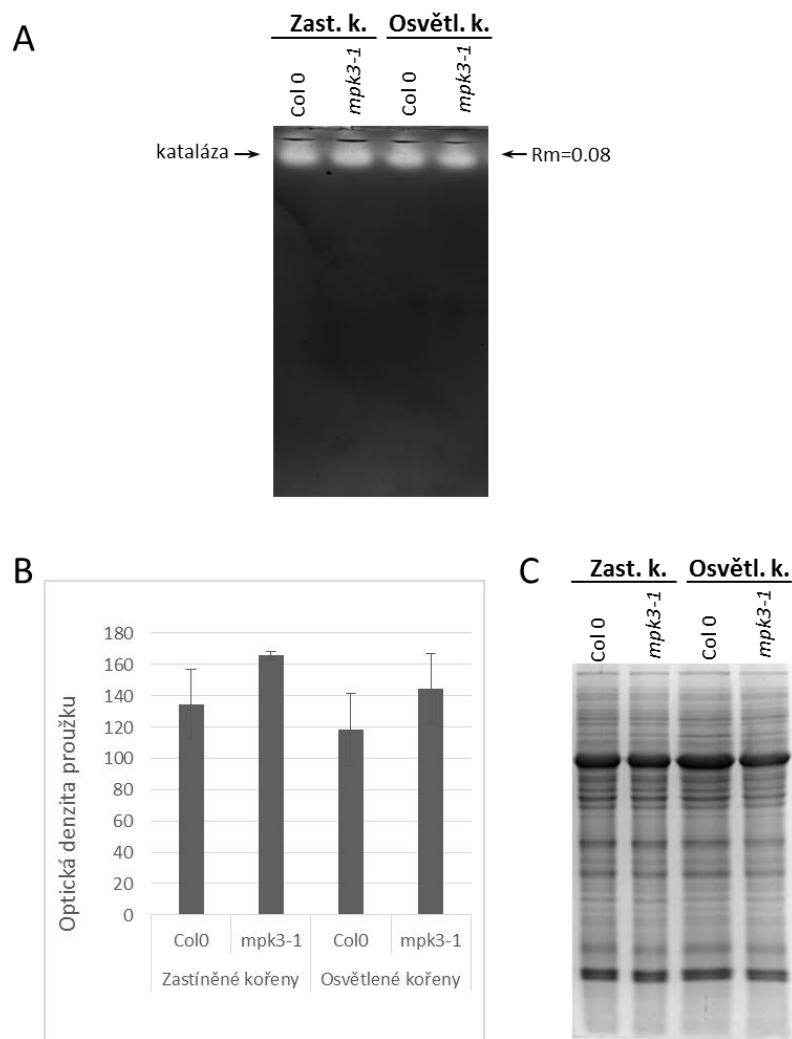 A
Zast. k. Osvětl. k.
Col 0 mpk3-1 Col 0 mpk3-1
kataláza
Rm=0.08
B
Optická denzita proužku
180
160
140
120
100
80
60
40
20
0
Col0 mpk3-1 Col0 mpk3-1
Zastíněné kořeny Osvětlené kořeny
C
Zast. k. Osvětl. k.
Col 0 mpk3-1 Col 0 mpk3-1